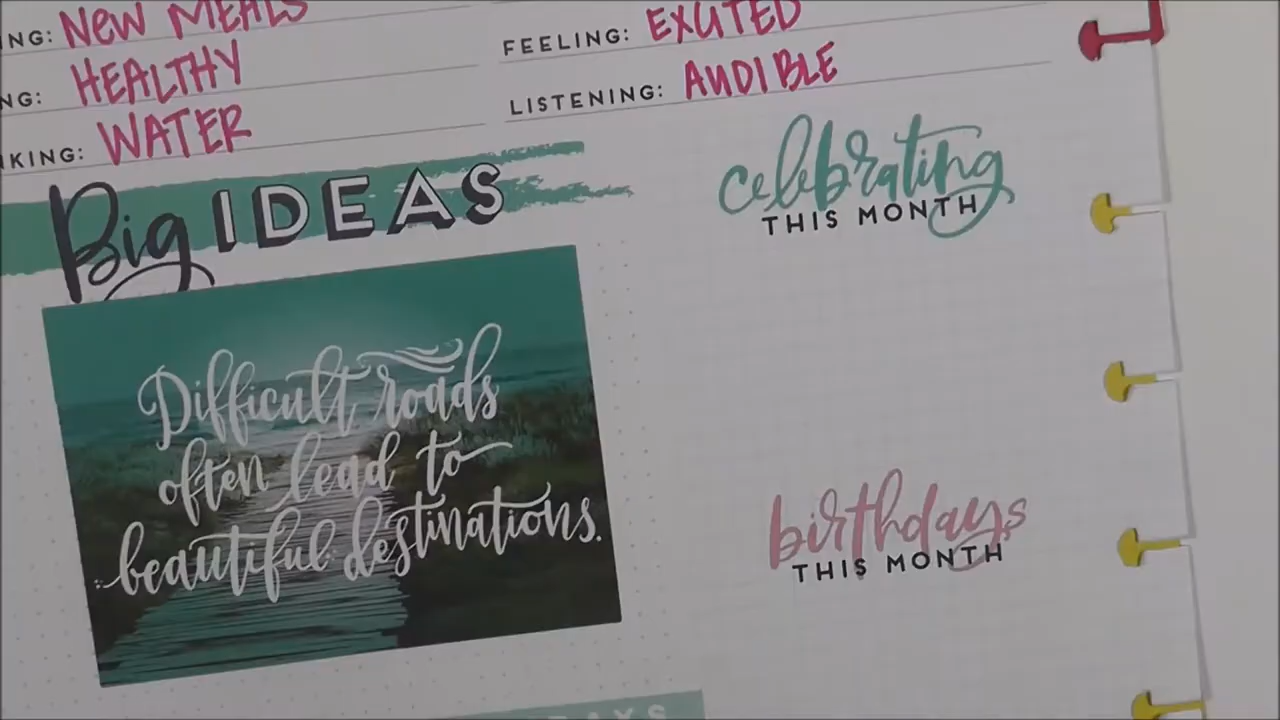 NG: NEW MEALS
NG: HEALTHY
KING: WATER
FEELING: EXCITED
LISTENING: AUDIBLE
Big IDEAS
Difficult roads
often lead to
beautiful destinations.
celebrating
THIS MONTH
birthdays
THIS MONTH
AYS